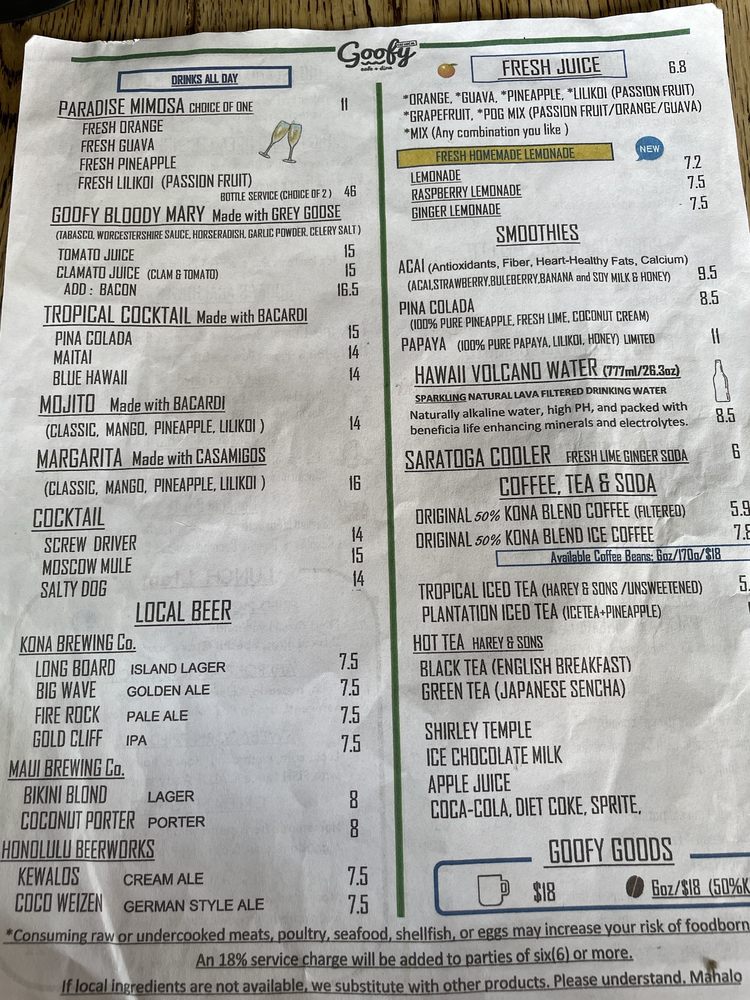 Goofy
cafe + dine
DRINKS ALL DAY
PARADISE MIMOSA CHOICE OF ONE 11
FRESH ORANGE
FRESH GUAVA
FRESH PINEAPPLE
FRESH LILIKOI (PASSION FRUIT)
BOTTLE SERVICE (CHOICE OF 2) 46
GOOFY BLOODY MARY Made with GREY GOOSE
(TABASCO, WORCESTERSHIRE SAUCE, HORSERADISH, GARLIC POWDER, CELERY SALT)
TOMATO JUICE 15
CLAMATO JUICE (CLAM & TOMATO) 15
ADD : BACON 16.5
TROPICAL COCKTAIL Made with BACARDI
PINA COLADA 15
MAITAI 14
BLUE HAWAII 14
MOJITO Made with BACARDI
(CLASSIC, MANGO, PINEAPPLE, LILIKOI ) 14
MARGARITA Made with CASAMIGOS
(CLASSIC, MANGO, PINEAPPLE, LILIKOI ) 16
COCKTAIL
SCREW DRIVER 14
MOSCOW MULE 15
SALTY DOG 14
LOCAL BEER
KONA BREWING Co.
LONG BOARD ISLAND LAGER 7.5
BIG WAVE GOLDEN ALE 7.5
FIRE ROCK PALE ALE 7.5
GOLD CLIFF IPA 7.5
MAUI BREWING Co.
BIKINI BLOND LAGER 8
COCONUT PORTER PORTER 8
HONOLULU BEERWORKS
KEWALOS CREAM ALE 7.5
COCO WEIZEN GERMAN STYLE ALE 7.5
FRESH JUICE 6.8
*ORANGE, *GUAVA, *PINEAPPLE, *LILIKOI (PASSION FRUIT)
*GRAPEFRUIT, *POG MIX (PASSION FRUIT/ORANGE/GUAVA)
*MIX (Any combination you like )
FRESH HOMEMADE LEMONADE NEW
LEMONADE 7.2
RASPBERRY LEMONADE 7.5
GINGER LEMONADE 7.5
SMOOTHIES
ACAI (Antioxidants, Fiber, Heart-Healthy Fats, Calcium)
(ACAI,STRAWBERRY,BULEBERRY,BANANA and SOY MILK & HONEY) 9.5
PINA COLADA 8.5
(100% PURE PINEAPPLE, FRESH LIME, COCONUT CREAM)
PAPAYA (100% PURE PAPAYA, LILIKOI, HONEY) LIMITED 11
HAWAII VOLCANO WATER (777ml/26.3oz)
SPARKLING NATURAL LAVA FILTERED DRINKING WATER
Naturally alkaline water, high PH, and packed with
beneficia life enhancing minerals and electrolytes. 8.5
SARATOGA COOLER FRESH LIME GINGER SODA 6
COFFEE, TEA & SODA
ORIGINAL 50% KONA BLEND COFFEE (FILTERED) 5.9
ORIGINAL 50% KONA BLEND ICE COFFEE 7.8
Available Coffee Beans: 6oz/170g/$18
TROPICAL ICED TEA (HAREY & SONS /UNSWEETENED) 5.
PLANTATION ICED TEA (ICETEA+PINEAPPLE)
HOT TEA HAREY & SONS
BLACK TEA (ENGLISH BREAKFAST)
GREEN TEA (JAPANESE SENCHA)
SHIRLEY TEMPLE
ICE CHOCOLATE MILK
APPLE JUICE
COCA-COLA, DIET COKE, SPRITE,
GOOFY GOODS
$18 6oz/$18 (50%K
*Consuming raw or undercooked meats, poultry, seafood, shellfish, or eggs may increase your risk of foodborn
An 18% service charge will be added to parties of six(6) or more.
If local ingredients are not available, we substitute with other products. Please understand. Mahalo